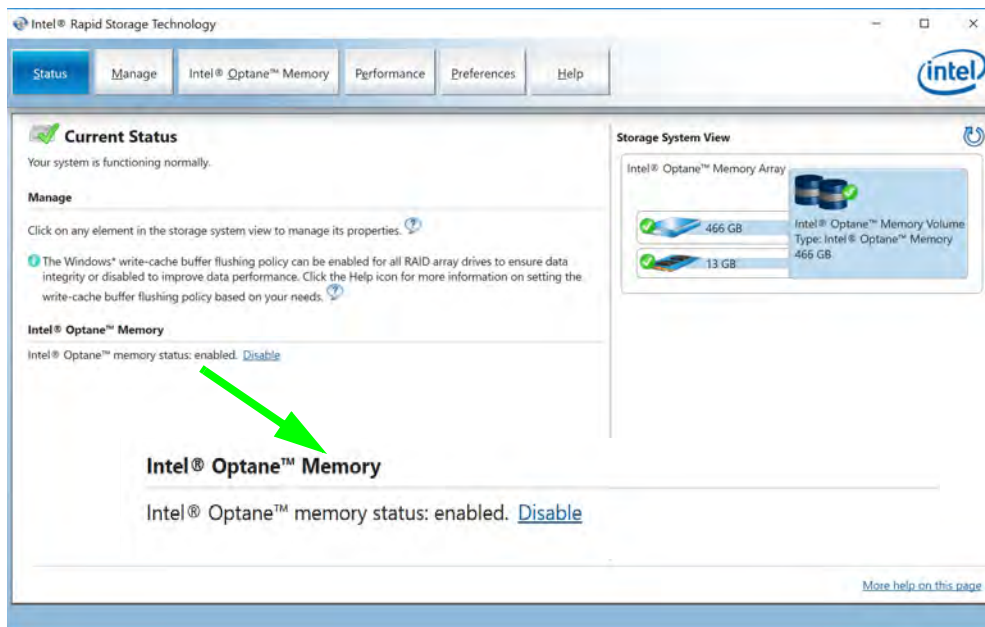 Intel® Rapid Storage Technology
Status
Manage
Intel® Optane™ Memory
Performance
Preferences
Help
intel
Current Status
Your system is functioning normally.
Manage
Click on any element in the storage system view to manage its properties.
The Windows* write-cache buffer flushing policy can be enabled for all RAID array drives to ensure data
integrity or disabled to improve data performance. Click the Help icon for more information on setting the
write-cache buffer flushing policy based on your needs.
Intel® Optane™ Memory
Intel® Optane™ memory status: enabled. Disable
Storage System View
Intel® Optane™ Memory Array
466 GB
13 GB
Intel® Optane™ Memory Volume
Type: Intel® Optane™ Memory
466 GB
Intel® Optane™ Memory
Intel® Optane™ memory status: enabled. Disable
More help on this page